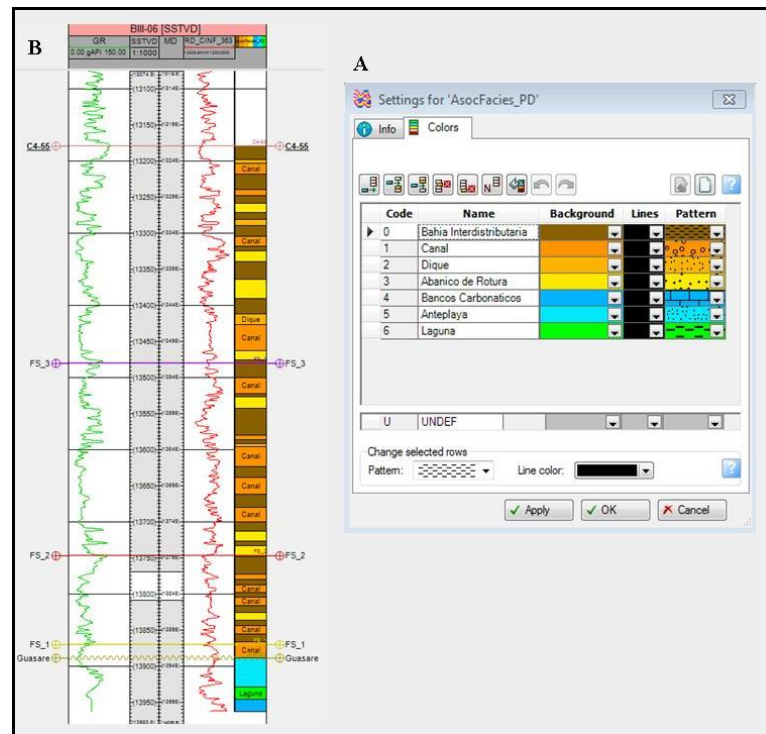 B
BIII-06 [SSTVD]
GR SSTVD MD RD_CINF_363
0.00 gAPI 150.00 1:1000
(13100)
(13150)
C4-55 C4-55
(13200)
Canal
(13250)
(13300)
Canal
(13350)
(13400)
Dique
(13450)
Canal
FS_3 FS_3
(13500)
Canal
(13550)
(13600)
Canal
(13650)
Canal
(13700)
Canal
FS_2 (13750) FS_2
Canal
(13800)
Canal
(13850)
Canal
FS_1 FS_1
Canal
Guasare Guasare
(13900)
Laguna
(13950)
A
Settings for 'AsocFacies_PD'
Info Colors
Code Name Background Lines Pattern
0 Bahia Interdistributaria
1 Canal
2 Dique
3 Abanico de Rotura
4 Bancos Carbonaticos
5 Anteplaya
6 Laguna
U UNDEF
Change selected rows
Pattern: Line color:
Apply OK Cancel